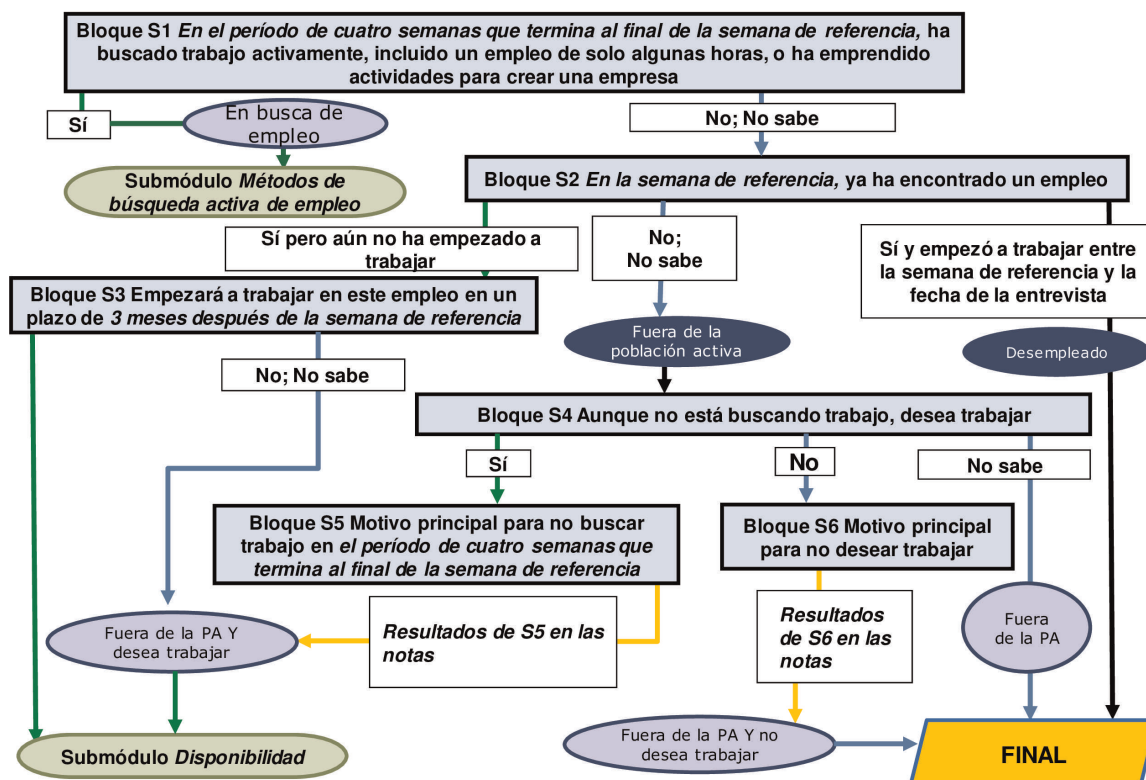 Bloque S1 En el período de cuatro semanas que termina al final de la semana de referencia, ha
buscado trabajo activamente, incluido un empleo de solo algunas horas, o ha emprendido
actividades para crear una empresa
Sí
En busca de
empleo
No; No sabe
Submódulo Métodos de
búsqueda activa de empleo
Bloque S2 En la semana de referencia, ya ha encontrado un empleo
Sí pero aún no ha empezado a
trabajar
No;
No sabe
Sí y empezó a trabajar entre
la semana de referencia y la
fecha de la entrevista
Bloque S3 Empezará a trabajar en este empleo en un
plazo de 3 meses después de la semana de referencia
Fuera de la
población activa
Desempleado
No; No sabe
Bloque S4 Aunque no está buscando trabajo, desea trabajar
Sí
No
No sabe
Bloque S5 Motivo principal para no buscar
trabajo en el período de cuatro semanas que
termina al final de la semana de referencia
Bloque S6 Motivo principal
para no desear trabajar
Fuera de la PA Y
desea trabajar
Resultados de S5 en las
notas
Resultados
de S6 en las
notas
Fuera
de la PA
Submódulo Disponibilidad
Fuera de la PA Y no
desea trabajar
FINAL